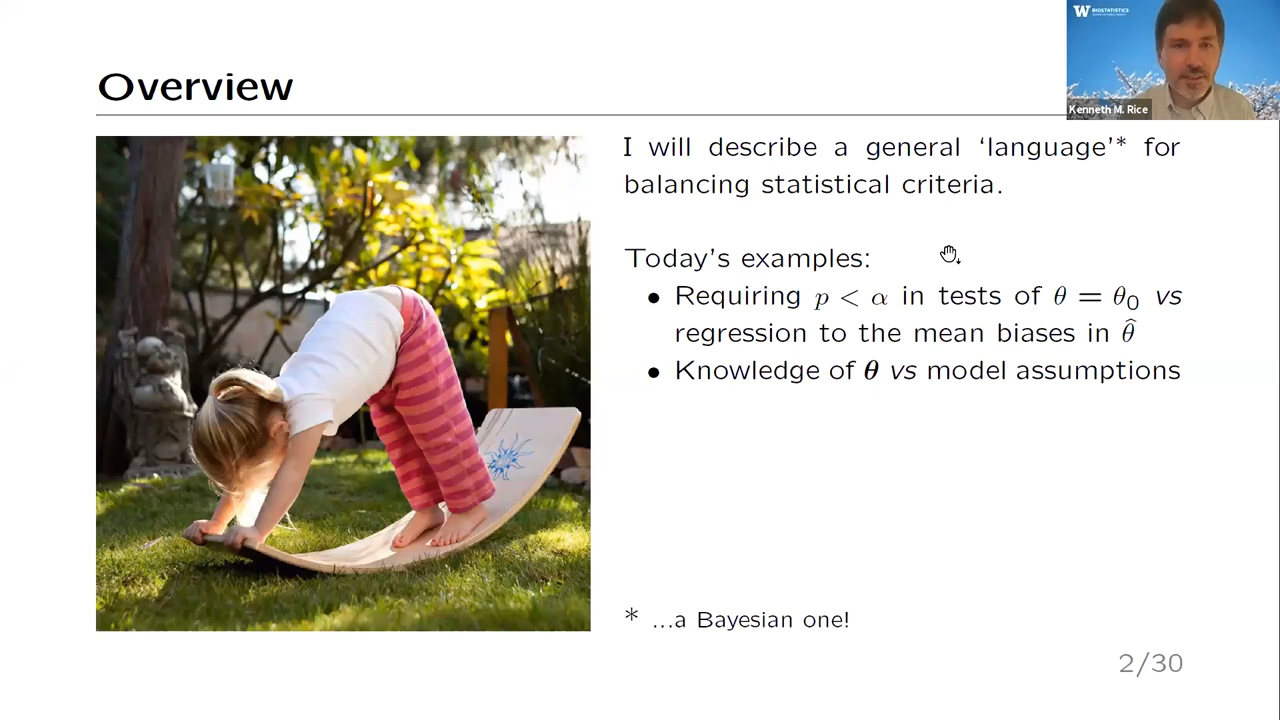 Overview
W BIOSTATISTICS
Kenneth M. Rice
I will describe a general ‘language’* for
balancing statistical criteria.
Today's examples:
• Requiring p < α in tests of θ = θ₀ vs
regression to the mean biases in θ̂
• Knowledge of θ vs model assumptions
* ...a Bayesian one!
2/30